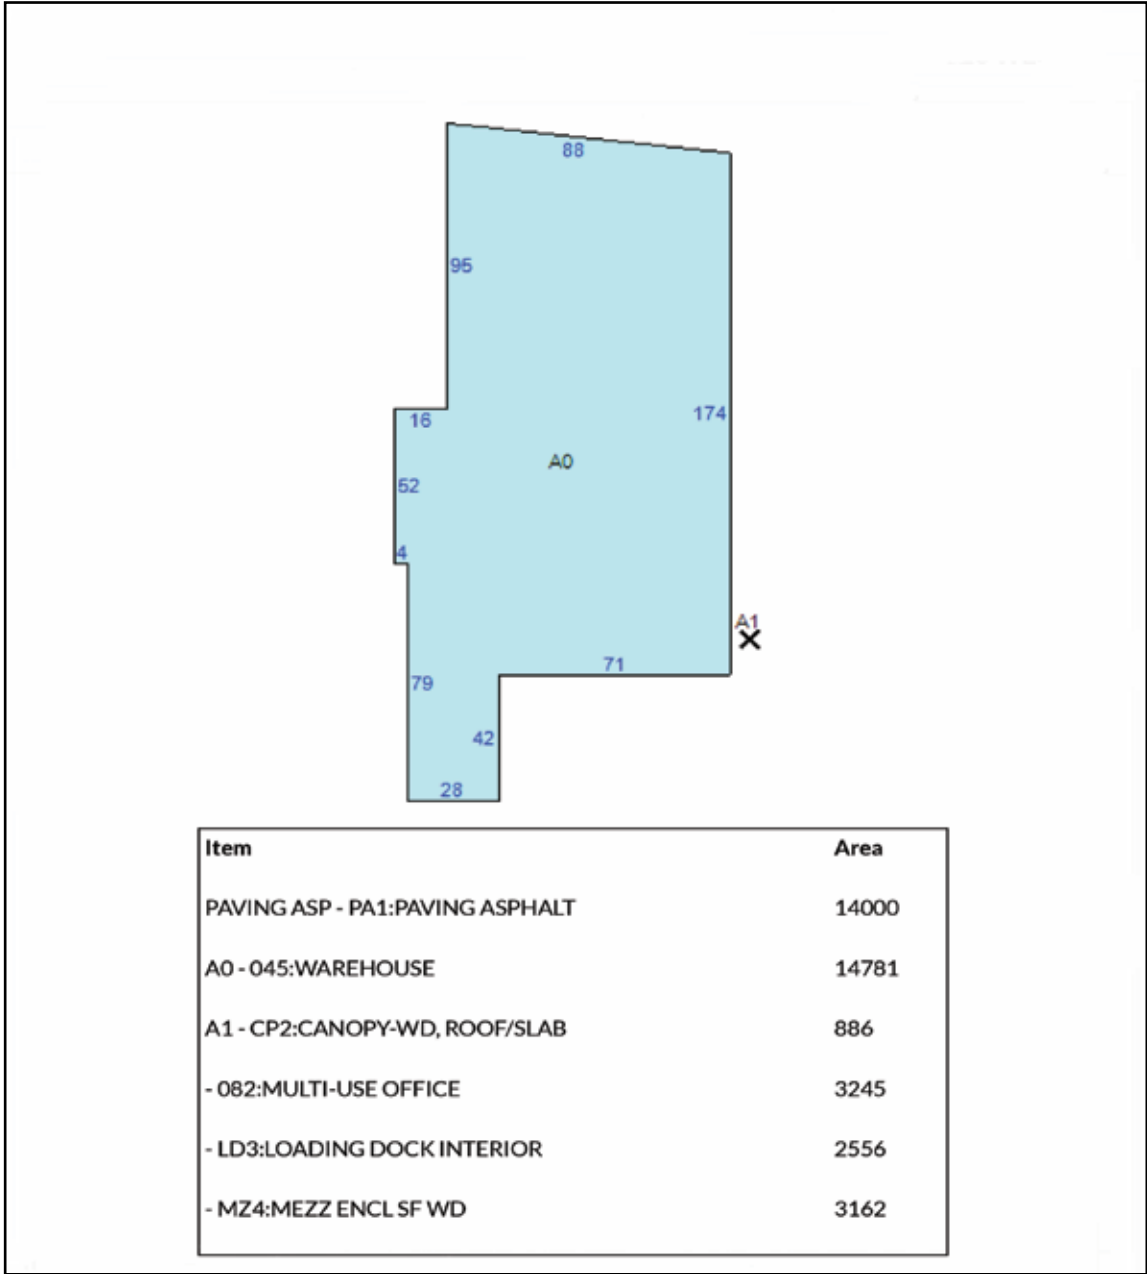 88
95
174
16
A0
52
4
A1
71
79
42
28
Item Area
PAVING ASP - PA1:PAVING ASPHALT 14000
A0 - 045:WAREHOUSE 14781
A1 - CP2:CANOPY-WD, ROOF/SLAB 886
- 082:MULTI-USE OFFICE 3245
- LD3:LOADING DOCK INTERIOR 2556
- MZ4:MEZZ ENCL SF WD 3162